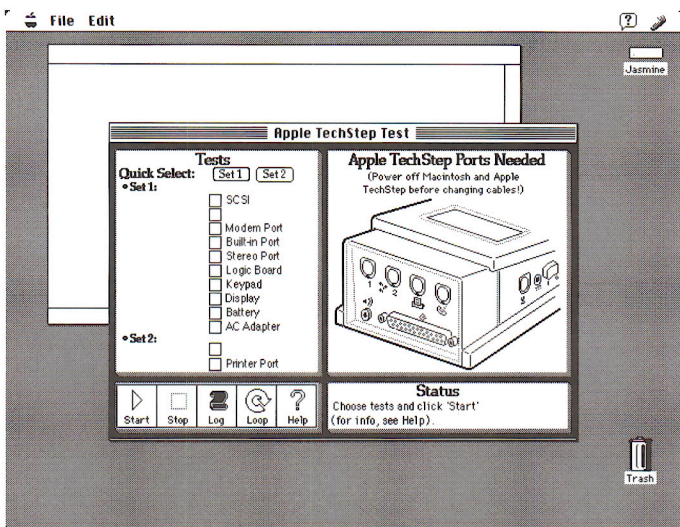 File Edit
Jasmine
Apple TechStep Test
Tests
Quick Select: Set 1 Set 2
•Set 1:
SCSI
Modem Port
Built-in Port
Stereo Port
Logic Board
Keypad
Display
Battery
AC Adapter
•Set 2:
Printer Port
Start Stop Log Loop Help
Apple TechStep Ports Needed
(Power off Macintosh and Apple
TechStep before changing cables!)
1 2
Status
Choose tests and click 'Start'
(for info, see Help).
Trash